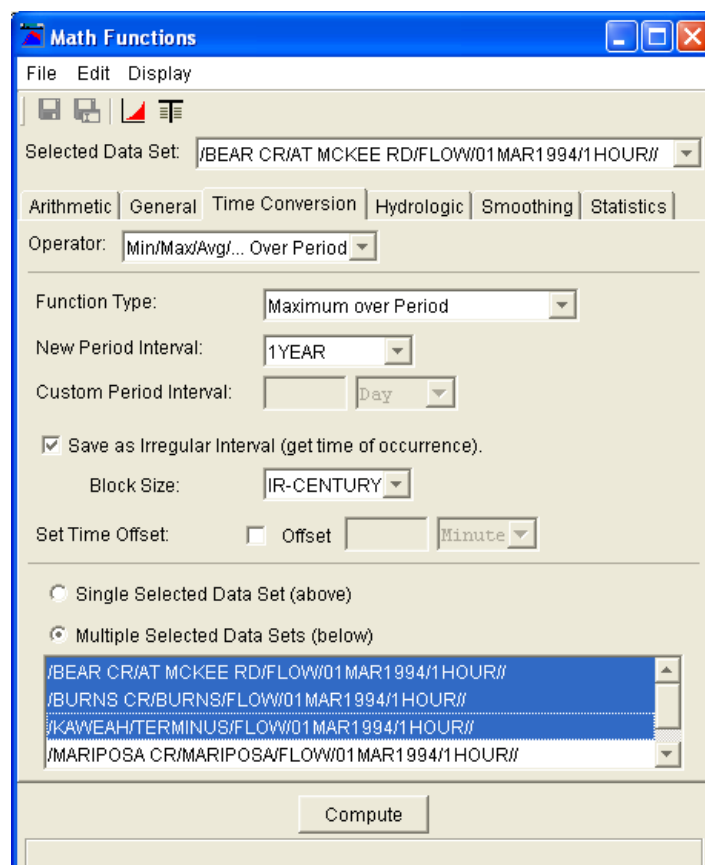 Math Functions
File Edit Display
Selected Data Set: /BEAR CR/AT MCKEE RD/FLOW/01MAR1994/1HOUR//
Arithmetic General Time Conversion Hydrologic Smoothing Statistics
Operator: Min/Max/Avg/... Over Period
Function Type: Maximum over Period
New Period Interval: 1YEAR
Custom Period Interval: Day
Save as Irregular Interval (get time of occurrence).
Block Size: IR-CENTURY
Set Time Offset: Offset Minute
Single Selected Data Set (above)
Multiple Selected Data Sets (below)
/BEAR CR/AT MCKEE RD/FLOW/01MAR1994/1HOUR//
/BURNS CR/BURNS/FLOW/01MAR1994/1HOUR//
/KAWEAH/TERMINUS/FLOW/01MAR1994/1HOUR//
/MARIPOSA CR/MARIPOSA/FLOW/01MAR1994/1HOUR//
Compute